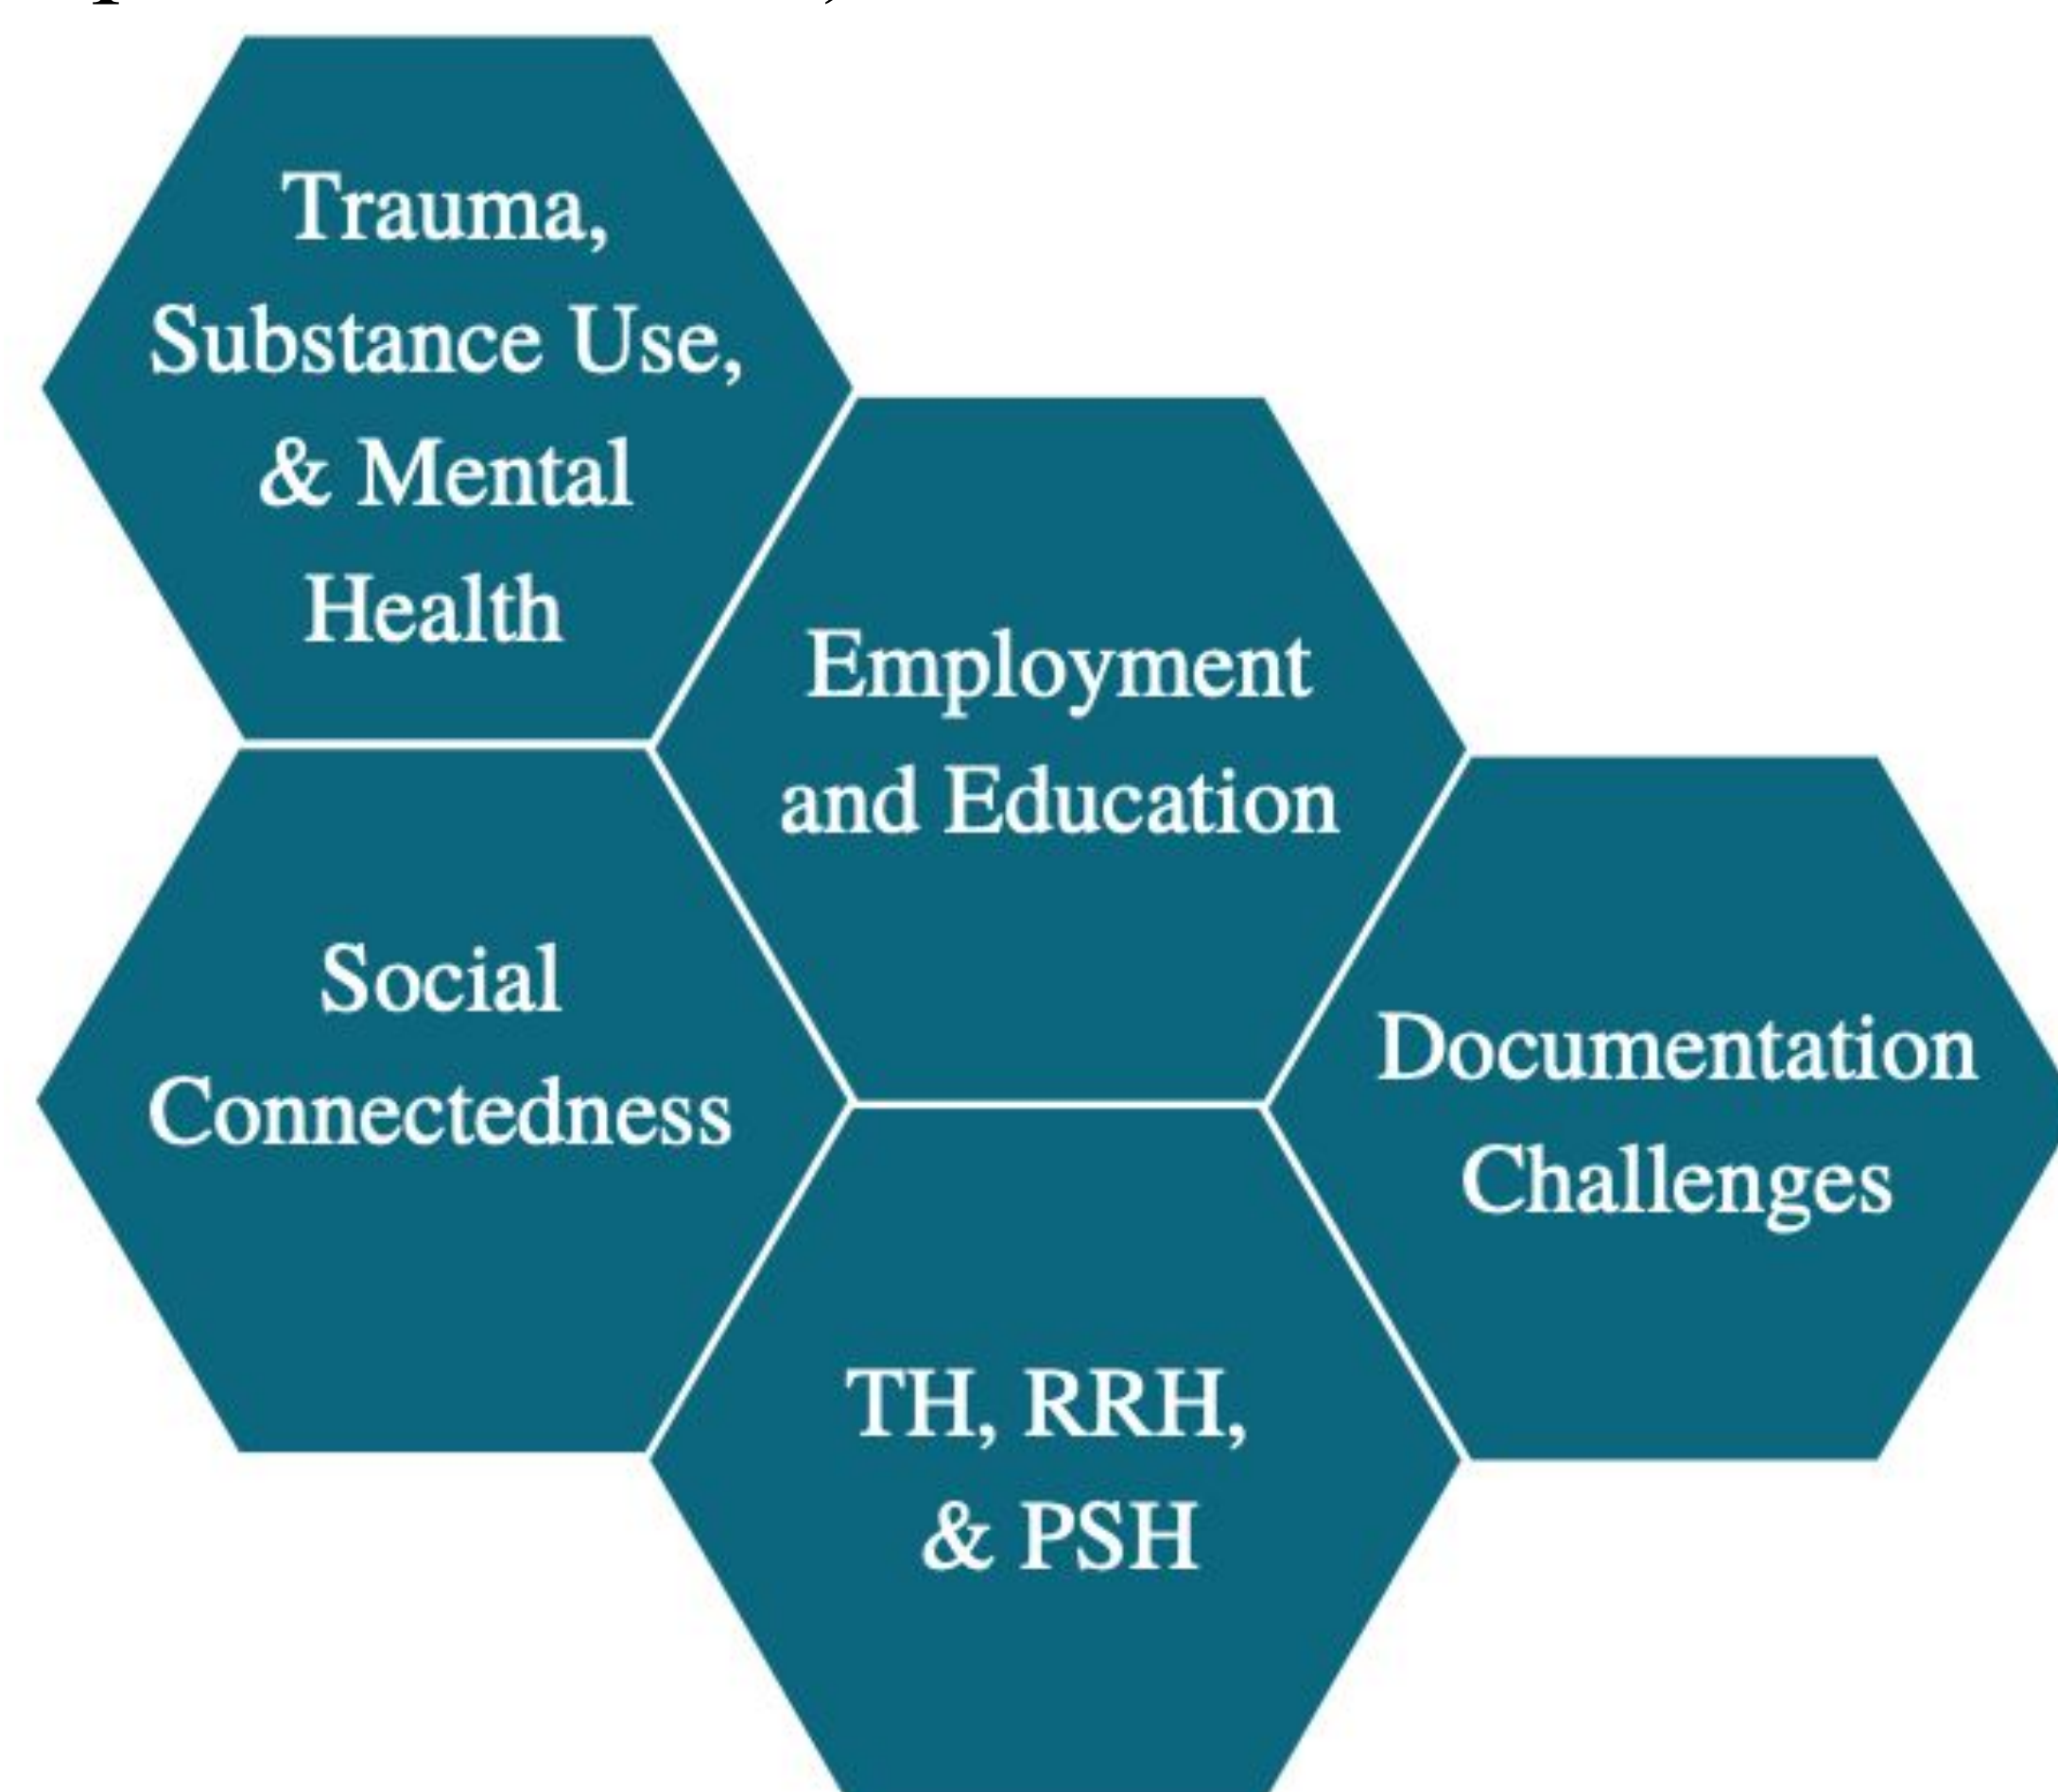 Trauma,
Substance Use,
& Mental
Health
Employment
and Education
Social
Connectedness
Documentation
Challenges
TH, RRH,
& PSH